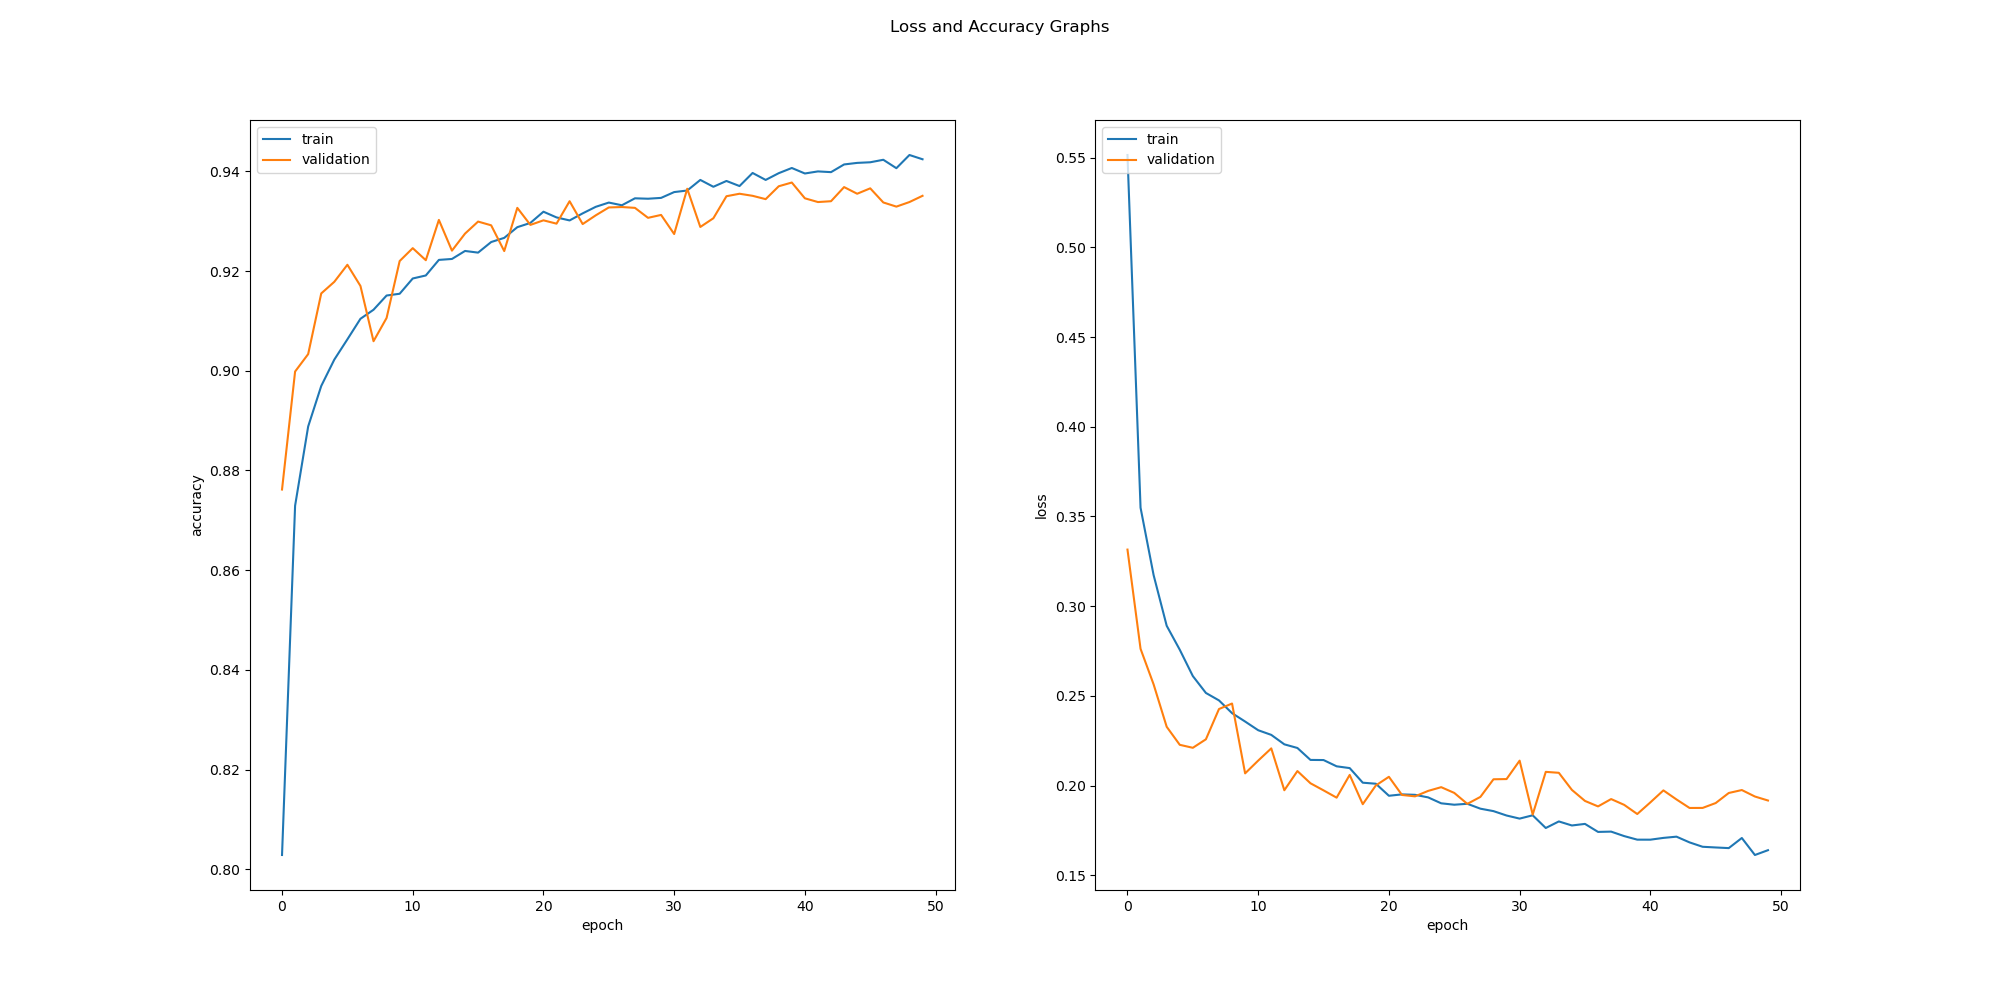 Loss and Accuracy Graphs
train
validation
0.94
0.92
0.90
0.88
0.86
0.84
0.82
0.80
accuracy
0 10 20 30 40 50
epoch
train
validation
0.55
0.50
0.45
0.40
0.35
0.30
0.25
0.20
0.15
loss
0 10 20 30 40 50
epoch